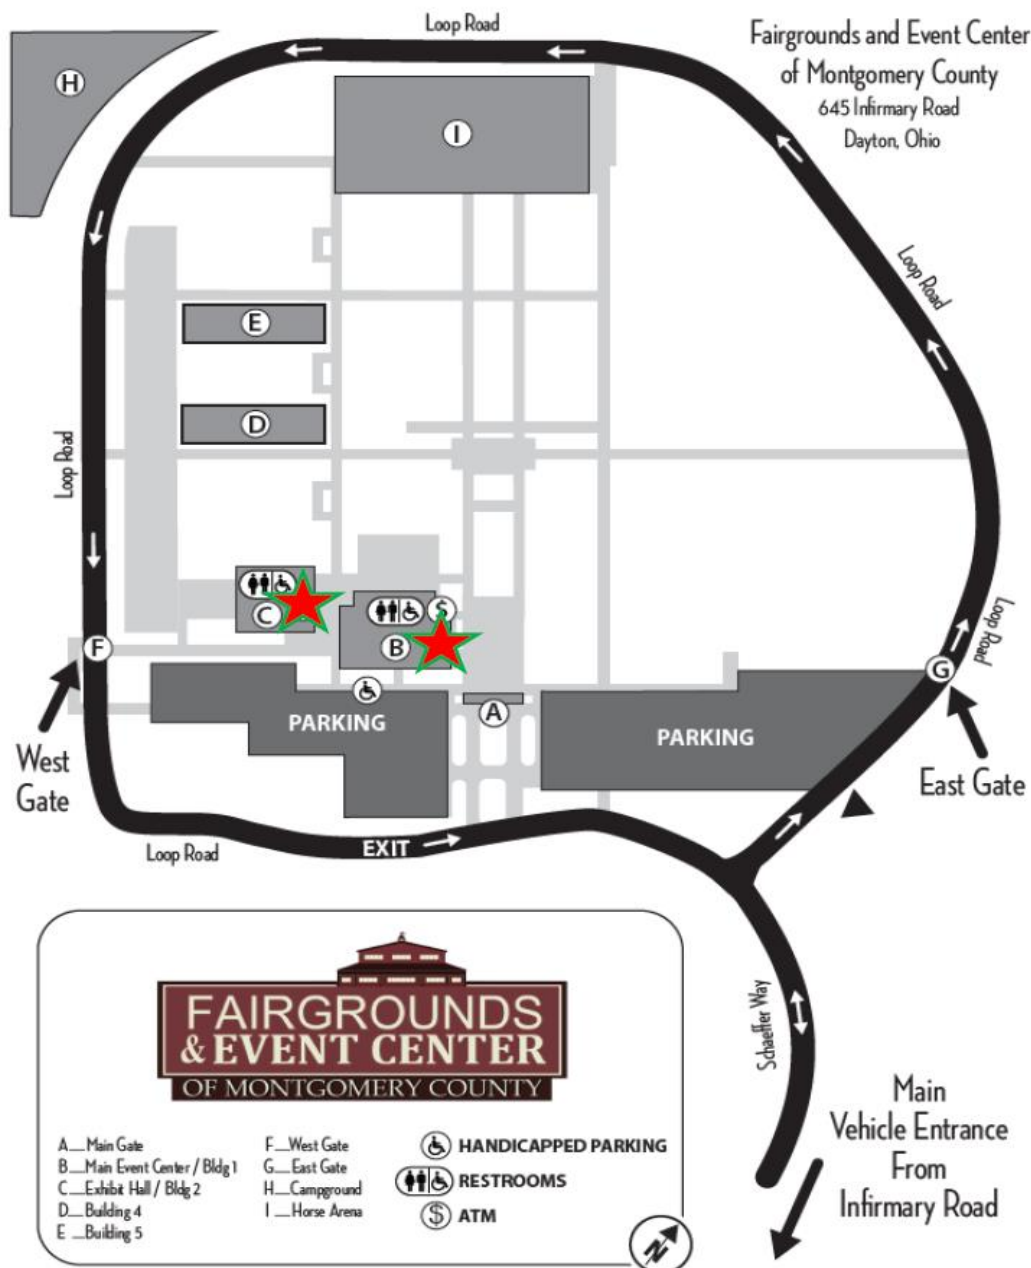 Loop Road
Fairgrounds and Event Center
of Montgomery County
645 Infirmary Road
Dayton, Ohio
H
I
Loop Road
E
D
Loop Road
C
$
B
Loop Road
F
G
A
PARKING
PARKING
West
Gate
East Gate
EXIT
Loop Road
Schaeffer Way
FAIRGROUNDS
& EVENT CENTER
OF MONTGOMERY COUNTY
Main
Vehicle Entrance
From
Infirmary Road
A__Main Gate
B__Main Event Center / Bldg 1
C__Exhibit Hall / Bldg 2
D__Building 4
E __Building 5
F__West Gate
G__East Gate
H__Campground
I __Horse Arena
HANDICAPPED PARKING
RESTROOMS
$ ATM
N